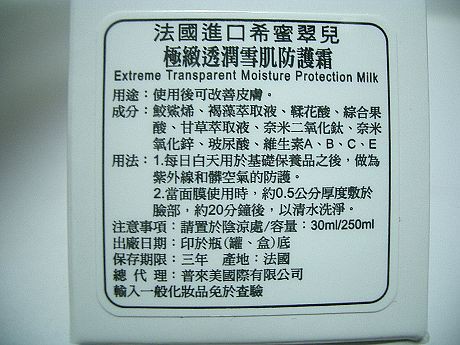 法國進口希蜜翠兒
極緻透潤雪肌防護霜
Extreme Transparent Moisture Protection Milk
用途：使用後可改善皮膚。
成分：鮫鯊烯、褐藻萃取液、鞣花酸、綜合果
酸、甘草萃取液、奈米二氧化鈦、奈米
氧化鋅、玻尿酸、維生素A、B、C、E
用法：1.每日白天用於基礎保養品之後，做為
紫外線和髒空氣的防護。
2.當面膜使用時，約0.5公分厚度敷於
臉部，約20分鐘後，以清水洗淨。
注意事項：請置於陰涼處/容量：30ml/250ml
出廠日期：印於瓶(罐、盒)底
保存期限：三年 產地：法國
總代理：普來美國際有限公司
輸入一般化妝品免於查驗